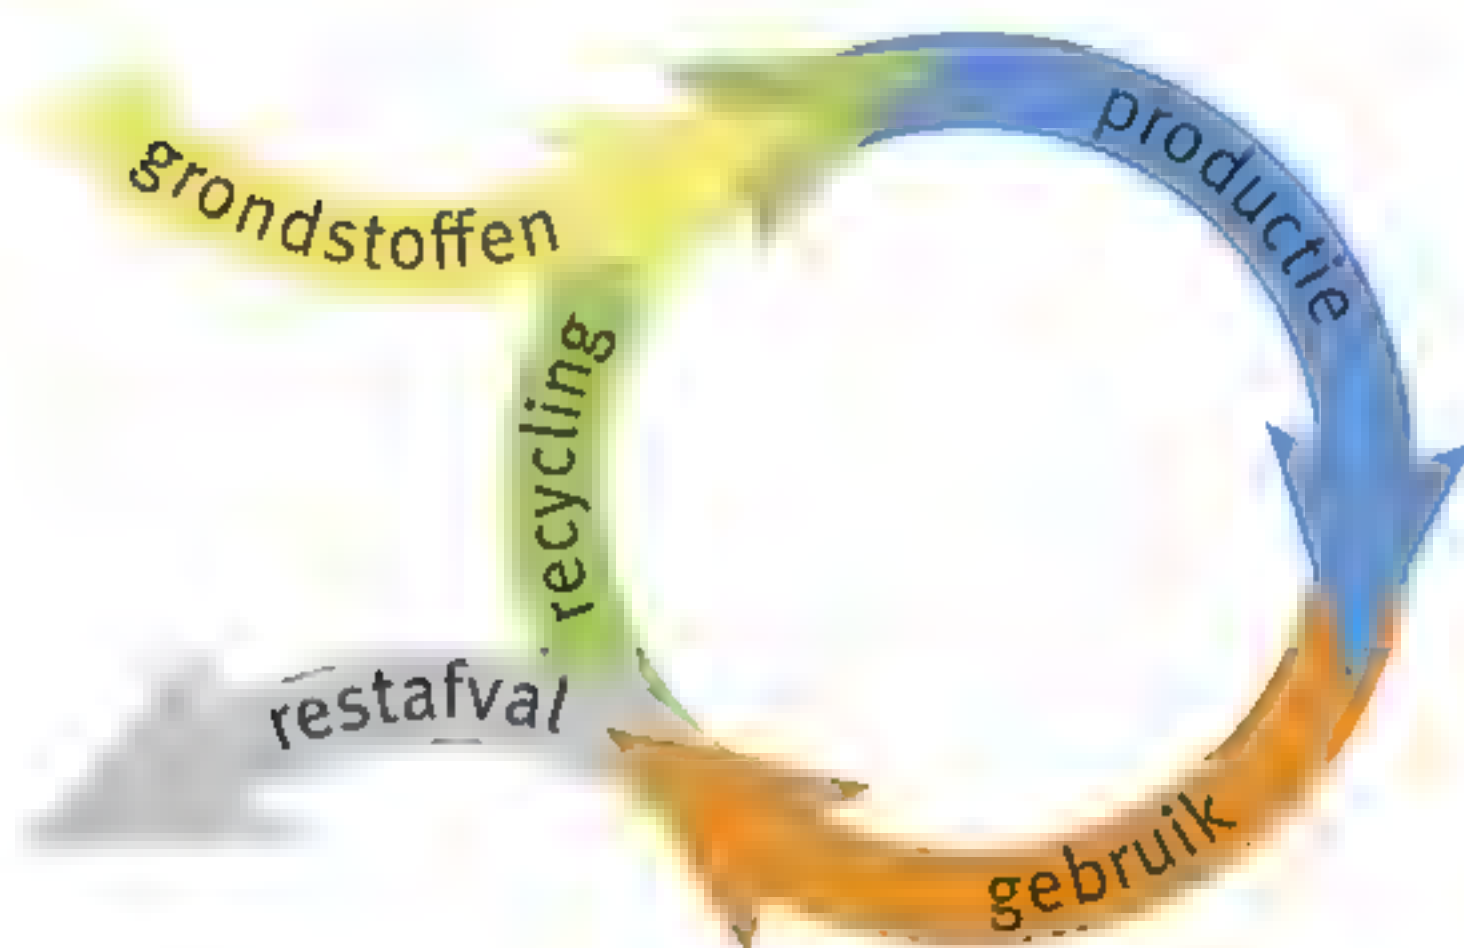 grondstoffen
productie
recycling
restafval
gebruik